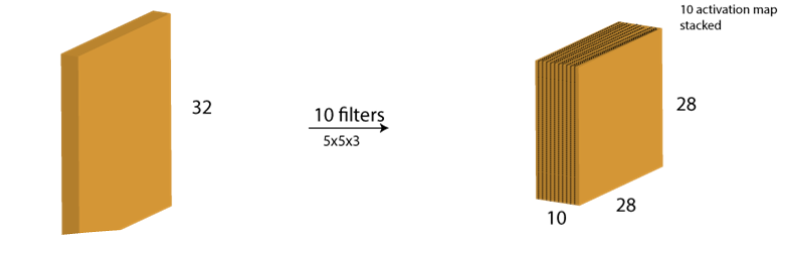 10 activation map
stacked
32
10 filters
5x5x3
28
28
10